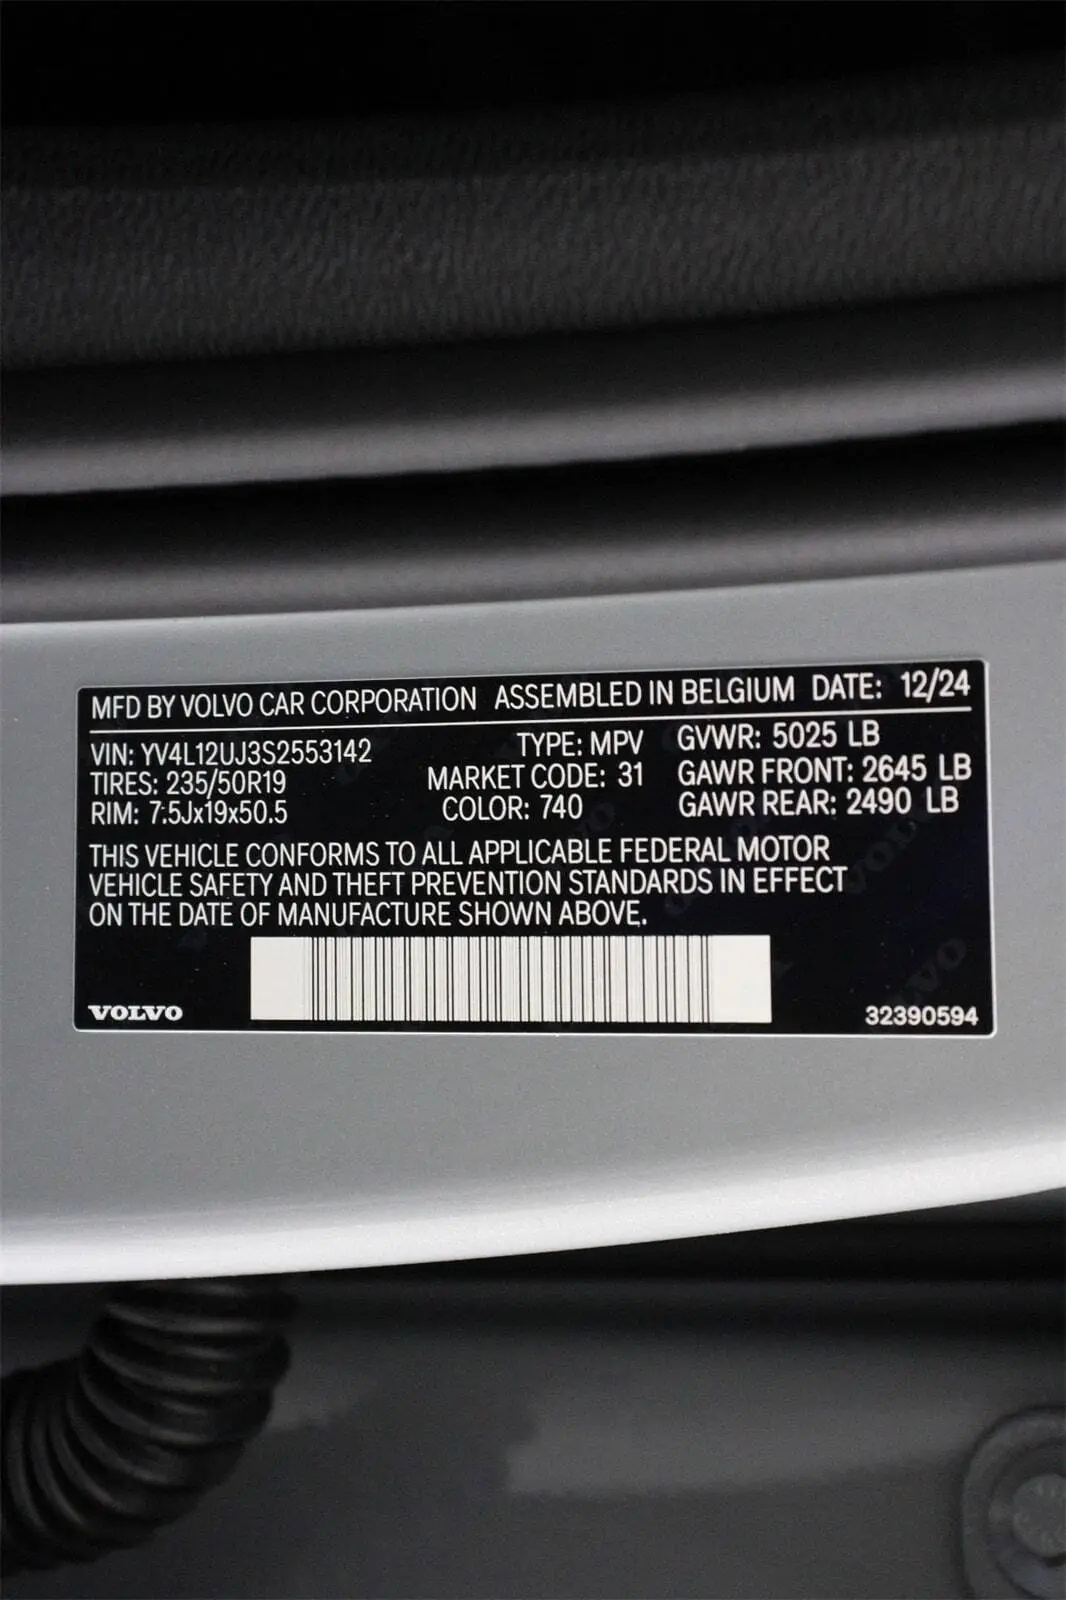 MFD BY VOLVO CAR CORPORATION ASSEMBLED IN BELGIUM DATE: 12/24
VIN: YV4L12UJ3S2553142 TYPE: MPV GVWR: 5025 LB
TIRES: 235/50R19 MARKET CODE: 31 GAWR FRONT: 2645 LB
RIM: 7.5Jx19x50.5 COLOR: 740 GAWR REAR: 2490 LB
THIS VEHICLE CONFORMS TO ALL APPLICABLE FEDERAL MOTOR
VEHICLE SAFETY AND THEFT PREVENTION STANDARDS IN EFFECT
ON THE DATE OF MANUFACTURE SHOWN ABOVE.
VOLVO 32390594